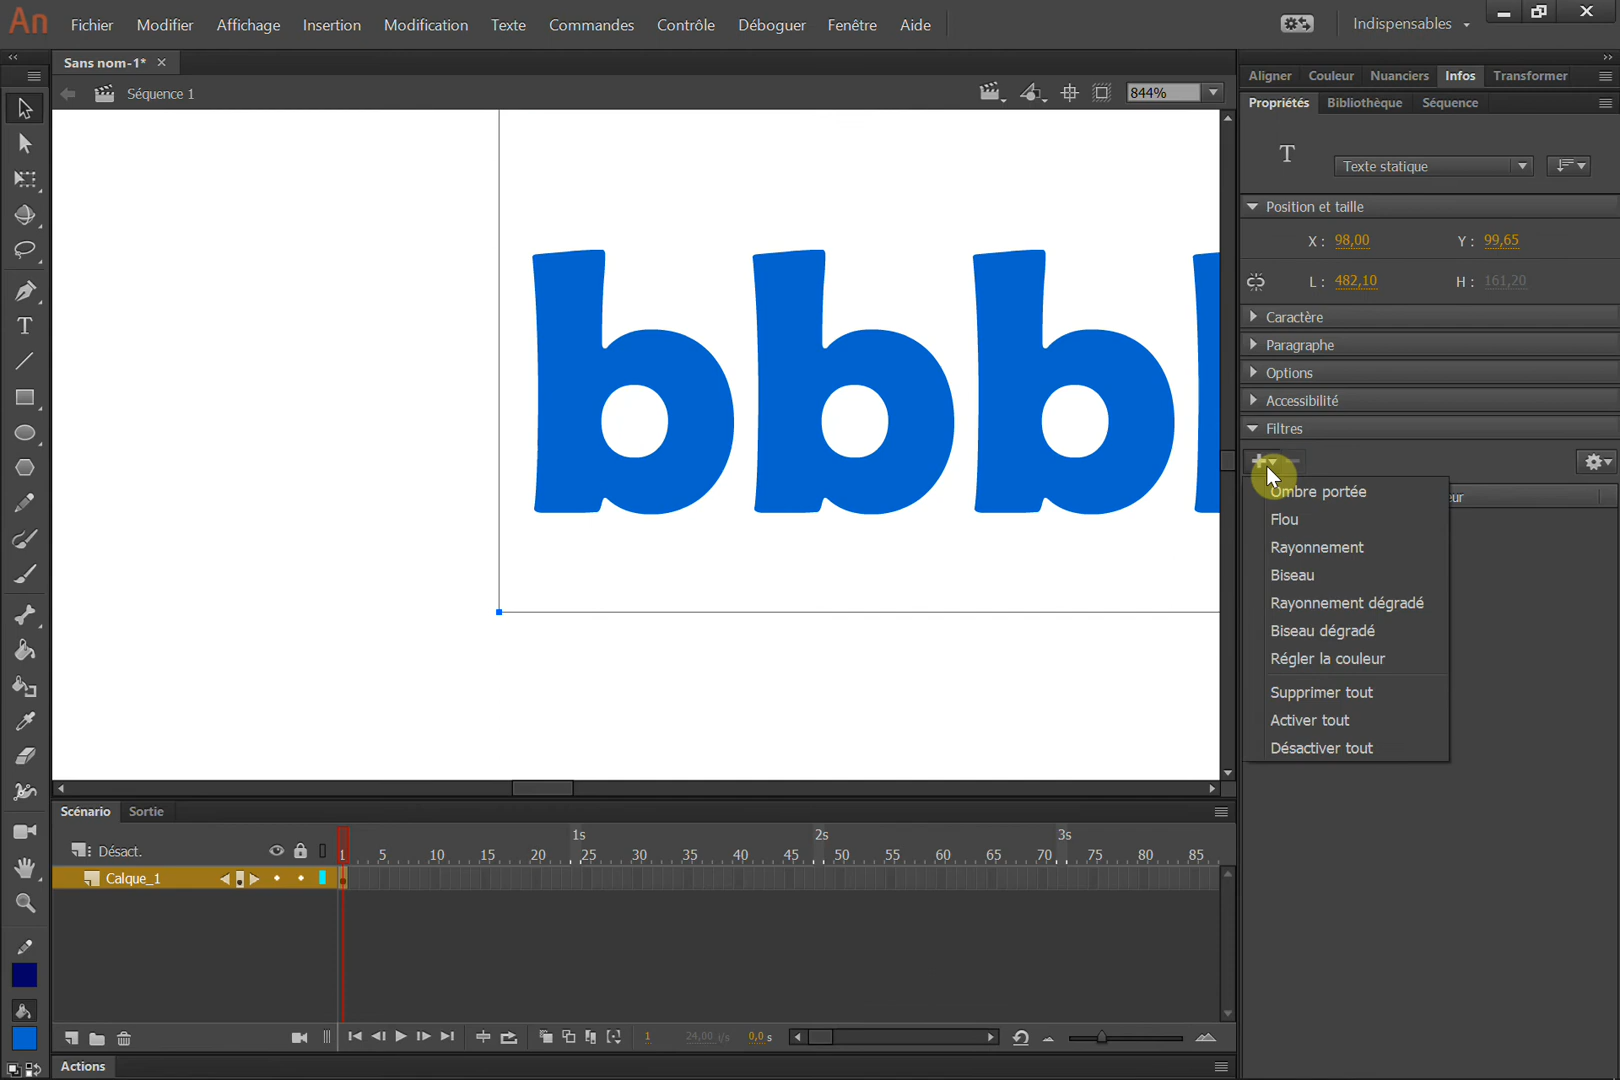 An Fichier Modifier Affichage Insertion Modification Texte Commandes Contrôle Déboguer Fenêtre Aide Indispensables
Sans nom-1*
Aligner Couleur Nuanciers Infos Transformer
Séquence 1 844%
Propriétés Bibliothèque Séquence
T Texte statique
Position et taille
X : 98,00 Y : 99,65
L : 482,10 H : 161,20
Caractère
Paragraphe
Options
Accessibilité
Filtres
bbb
eur
Ombre portée
Flou
Rayonnement
Biseau
Rayonnement dégradé
Biseau dégradé
Régler la couleur
Supprimer tout
Activer tout
Désactiver tout
Scénario Sortie
1s 2s 3s
Désact. 1 5 10 15 20 25 30 35 40 45 50 55 60 65 70 75 80 85
Calque_1
1 24,00 i/s 0,0 s
Actions